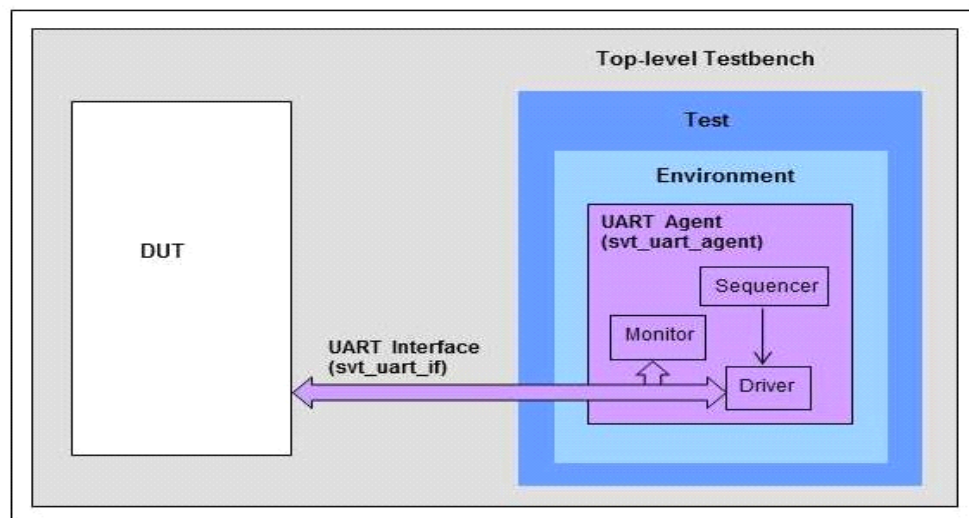 Top-level Testbench
Test
Environment
UART Agent
(svt_uart_agent)
DUT
Sequencer
Monitor
UART Interface
(svt_uart_if)
Driver